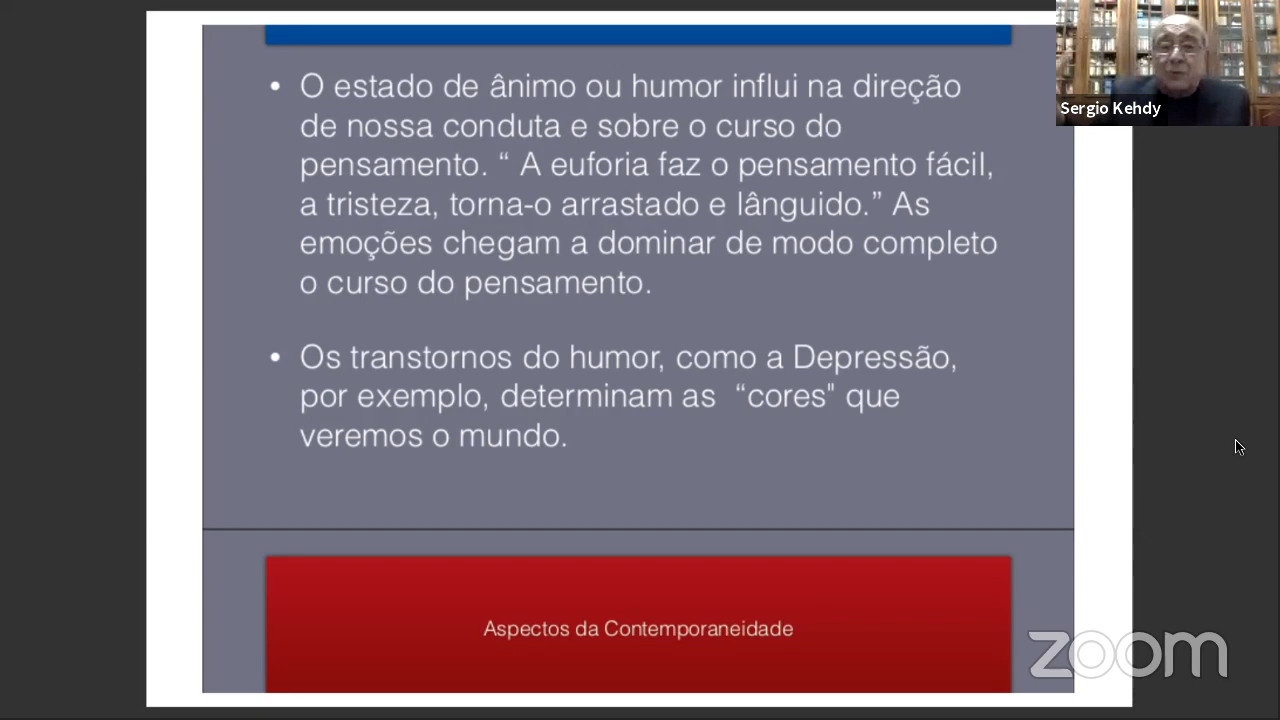 • O estado de ânimo ou humor influi na direção
de nossa conduta e sobre o curso do
pensamento. “ A euforia faz o pensamento fácil,
a tristeza, torna-o arrastado e lânguido.” As
emoções chegam a dominar de modo completo
o curso do pensamento.
• Os transtornos do humor, como a Depressão,
por exemplo, determinam as “cores" que
veremos o mundo.
Aspectos da Contemporaneidade
Sergio Kehdy
zoom